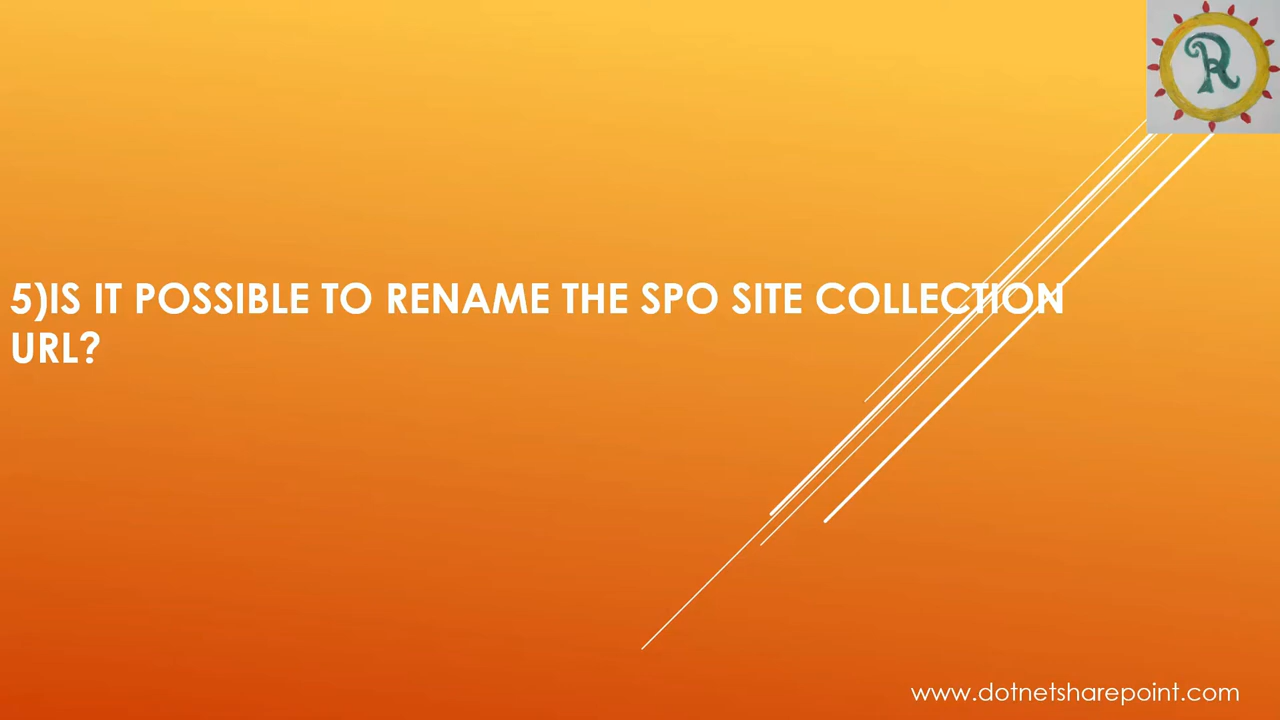 R
5)IS IT POSSIBLE TO RENAME THE SPO SITE COLLECTION
URL?
www.dotnetsharepoint.com